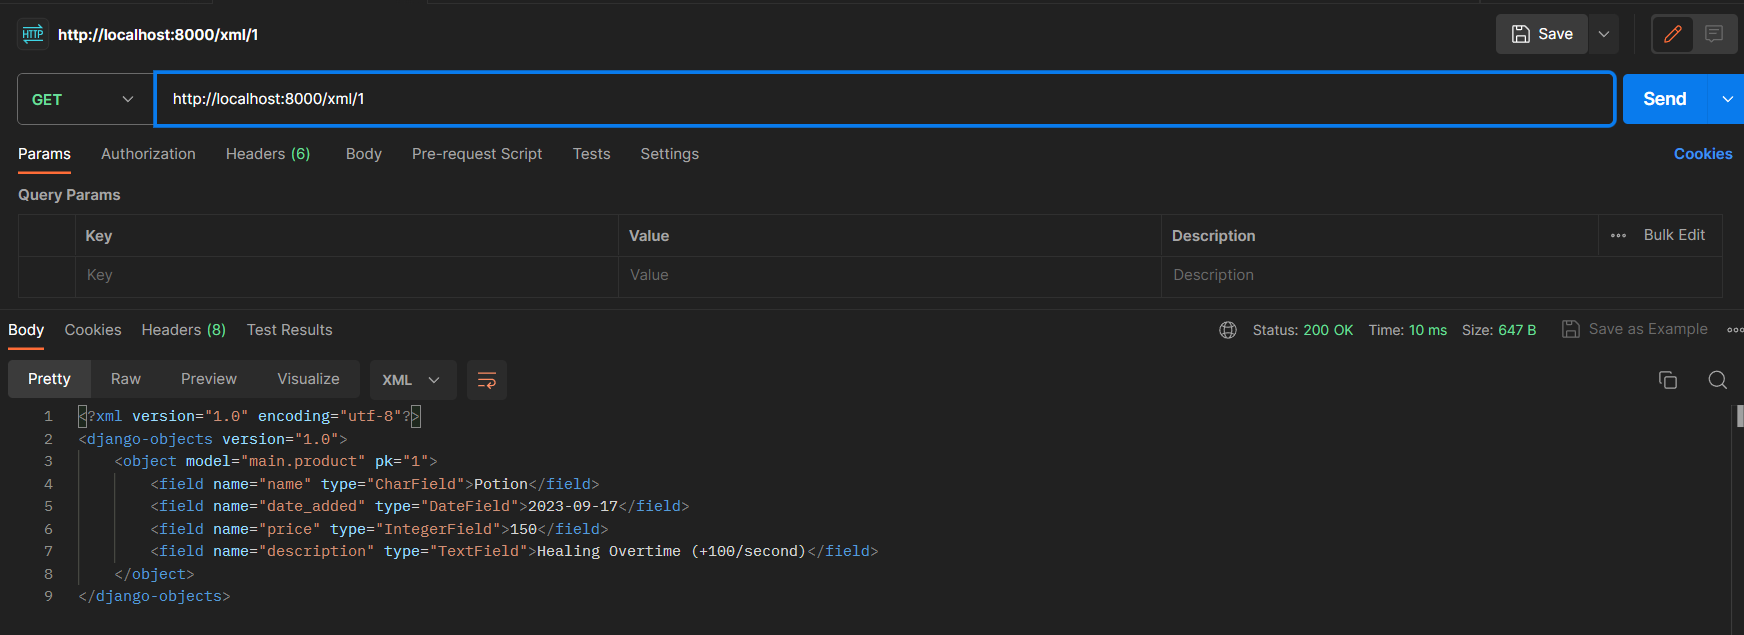 HTTP http://localhost:8000/xml/1 Save
GET http://localhost:8000/xml/1 Send
Params Authorization Headers (6) Body Pre-request Script Tests Settings Cookies
Query Params
Key Value Description ••• Bulk Edit
Key Value Description
Body Cookies Headers (8) Test Results Status: 200 OK Time: 10 ms Size: 647 B Save as Example
Pretty Raw Preview Visualize XML
1 <?xml version="1.0" encoding="utf-8"?>
2 <django-objects version="1.0">
3 <object model="main.product" pk="1">
4 <field name="name" type="CharField">Potion</field>
5 <field name="date_added" type="DateField">2023-09-17</field>
6 <field name="price" type="IntegerField">150</field>
7 <field name="description" type="TextField">Healing Overtime (+100/second)</field>
8 </object>
9 </django-objects>